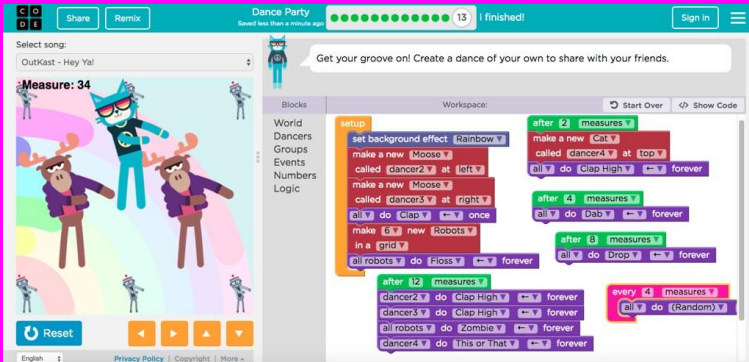 C O
D E
Share
Remix
Dance Party
Saved less than a minute ago
13
I finished!
Sign in
Select song:
OutKast - Hey Ya!
Measure: 34
Get your groove on! Create a dance of your own to share with your friends.
Blocks
Workspace:
Start Over
</> Show Code
World
Dancers
Groups
Events
Numbers
Logic
setup
set background effect Rainbow
make a new Moose
called dancer2 at left
make a new Moose
called dancer3 at right
all do Clap ← once
make 6 new Robots
in a grid
all robots do Floss ← forever
after 2 measures
make a new Cat
called dancer4 at top
all do Clap High ← forever
after 4 measures
all do Dab ← forever
after 8 measures
all do Drop ← forever
after 12 measures
dancer2 do Clap High ← forever
dancer3 do Clap High ← forever
all robots do Zombie ← forever
dancer4 do This or That ← forever
every 4 measures
all do (Random)
Reset
English
Privacy Policy | Copyright | More